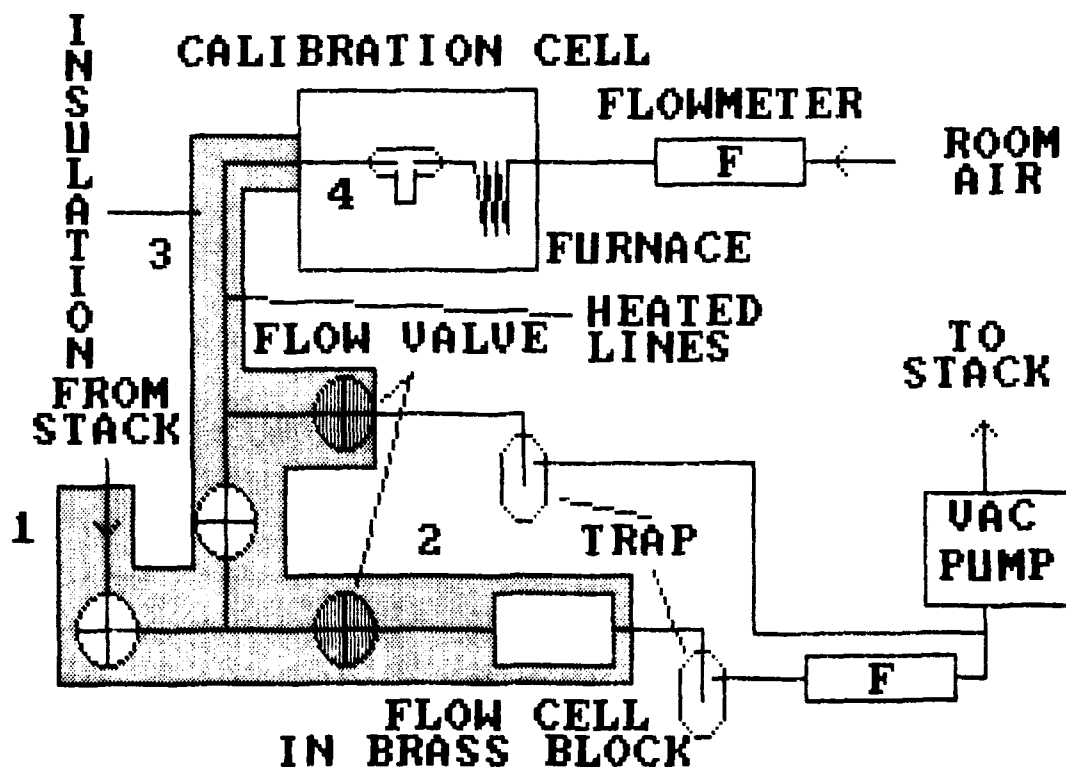 INSULATION
CALIBRATION CELL
FLOWMETER
F
ROOM
AIR
4
3
FURNACE
HEATED
LINES
FLOW VALVE
FROM
STACK
TO
STACK
1
2
TRAP
VAC
PUMP
F
FLOW CELL
IN BRASS BLOCK